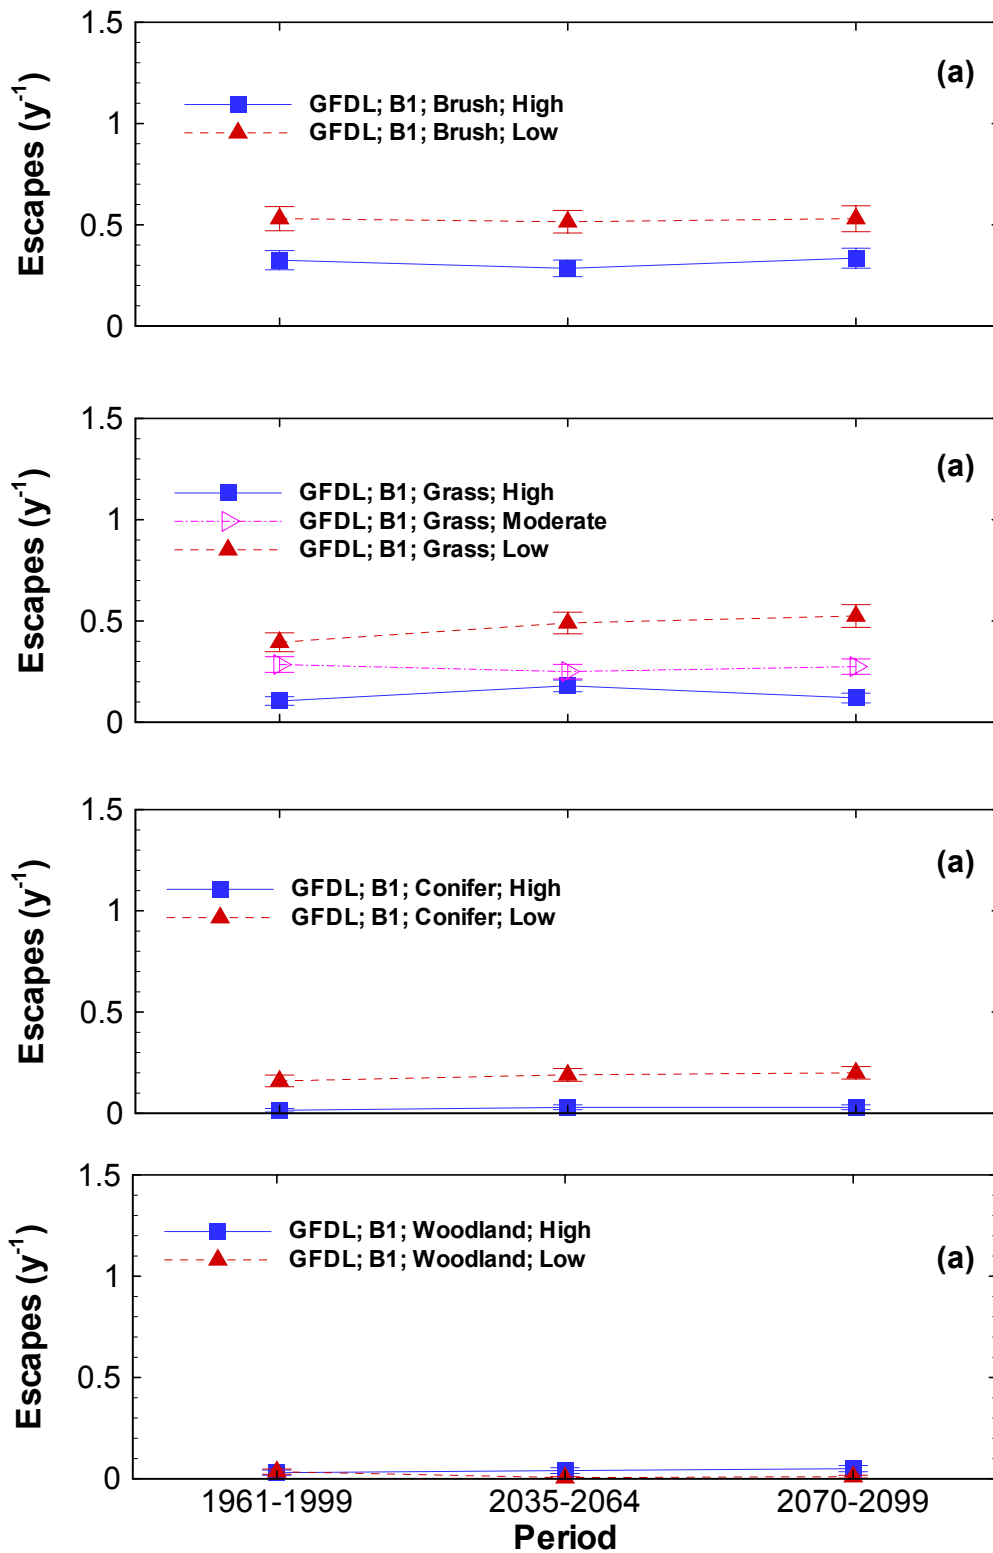 1.5
(a)
GFDL; B1; Brush; High
GFDL; B1; Brush; Low
1
0.5
0
Escapes (y-1)
1.5
(a)
GFDL; B1; Grass; High
GFDL; B1; Grass; Moderate
GFDL; B1; Grass; Low
1
0.5
0
Escapes (y-1)
1.5
(a)
GFDL; B1; Conifer; High
GFDL; B1; Conifer; Low
1
0.5
0
Escapes (y-1)
1.5
GFDL; B1; Woodland; High
GFDL; B1; Woodland; Low
(a)
1
0.5
0
Escapes (y-1)
1961-1999 2035-2064 2070-2099
Period